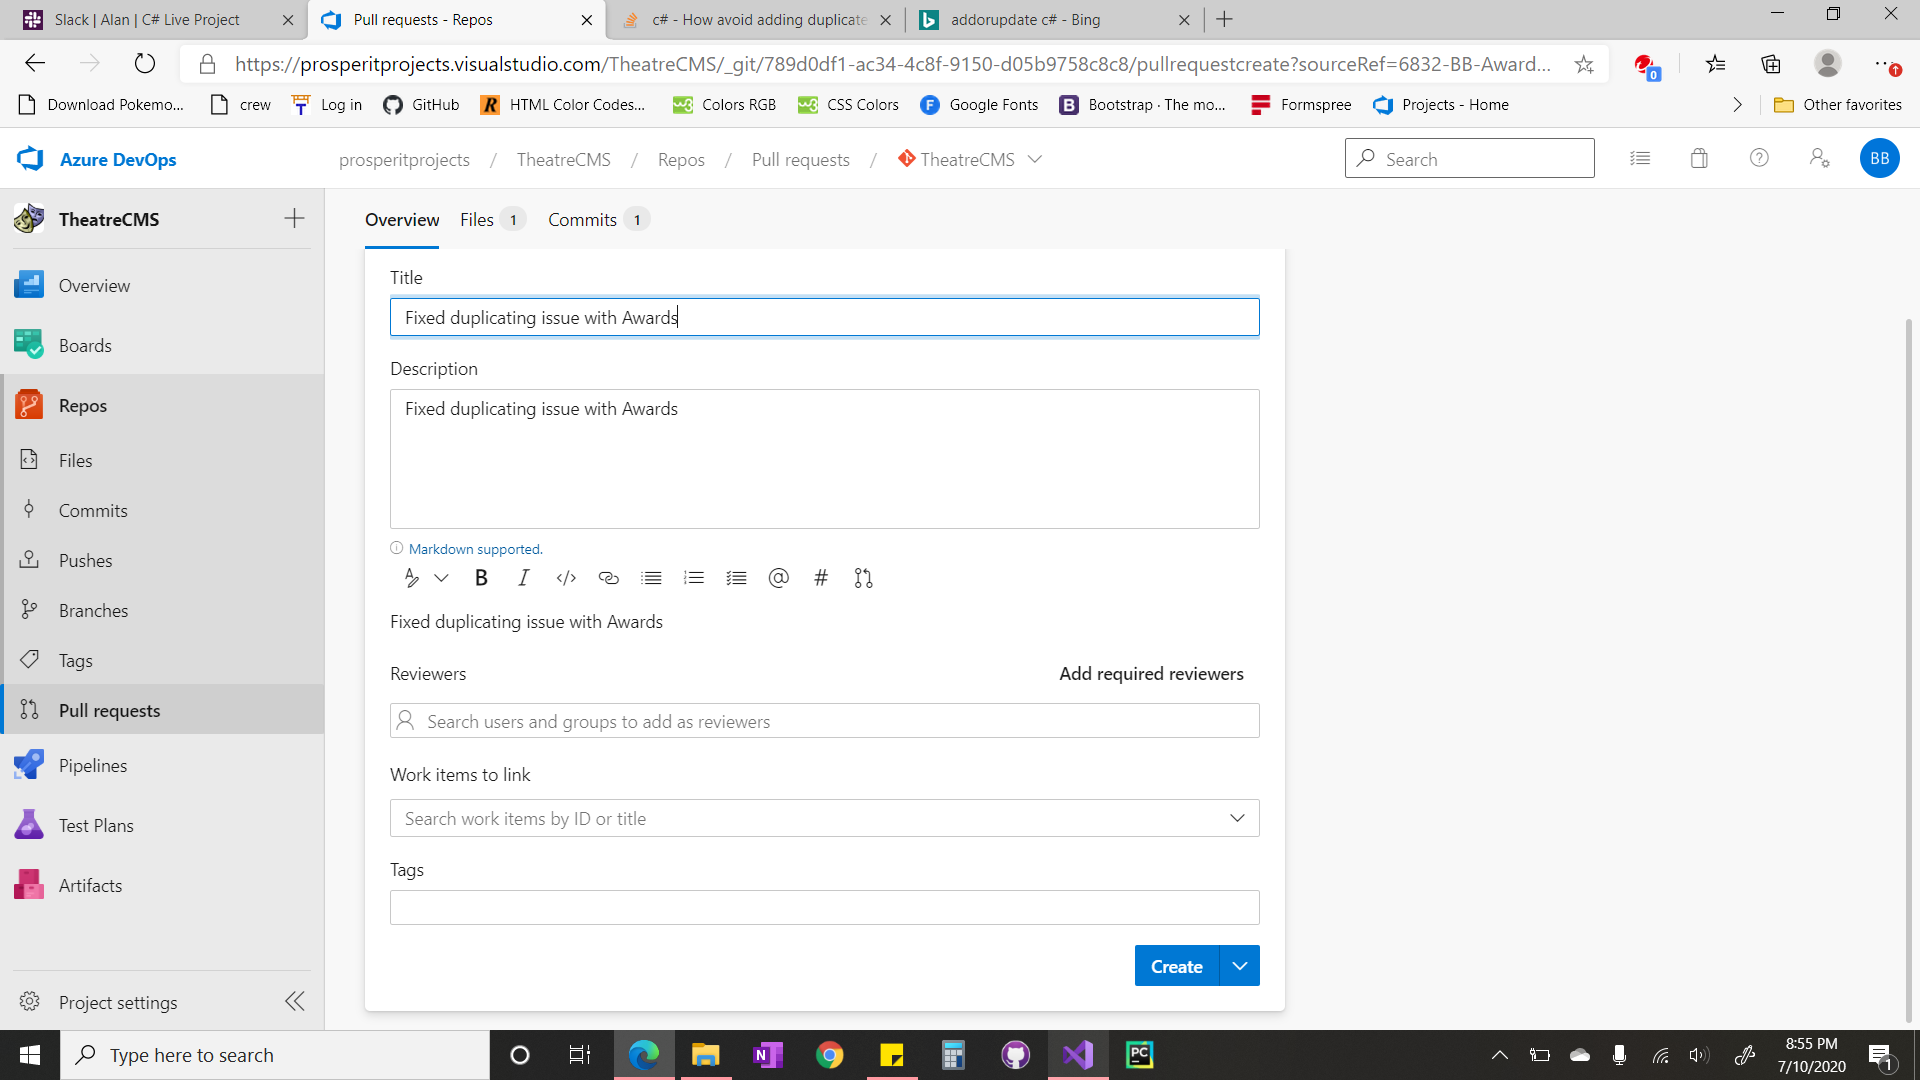 Slack | Alan | C# Live Project
Pull requests - Repos
c# - How avoid adding duplicate
addorupdate c# - Bing
https://prosperitprojects.visualstudio.com/TheatreCMS/_git/789d0df1-ac34-4c8f-9150-d05b9758c8c8/pullrequestcreate?sourceRef=6832-BB-Award...
0
Download Pokemo...
crew
Log in
GitHub
HTML Color Codes...
Colors RGB
CSS Colors
Google Fonts
Bootstrap · The mo...
Formspree
Projects - Home
Other favorites
Azure DevOps
prosperitprojects / TheatreCMS / Repos / Pull requests / TheatreCMS
Search
BB
TheatreCMS
Overview
Boards
Repos
Files
Commits
Pushes
Branches
Tags
Pull requests
Pipelines
Test Plans
Artifacts
Project settings
Overview
Files 1
Commits 1
Title
Fixed duplicating issue with Awards
Description
Fixed duplicating issue with Awards
Markdown supported.
Fixed duplicating issue with Awards
Reviewers
Add required reviewers
Search users and groups to add as reviewers
Work items to link
Search work items by ID or title
Tags
Create
Type here to search
8:55 PM
7/10/2020
1